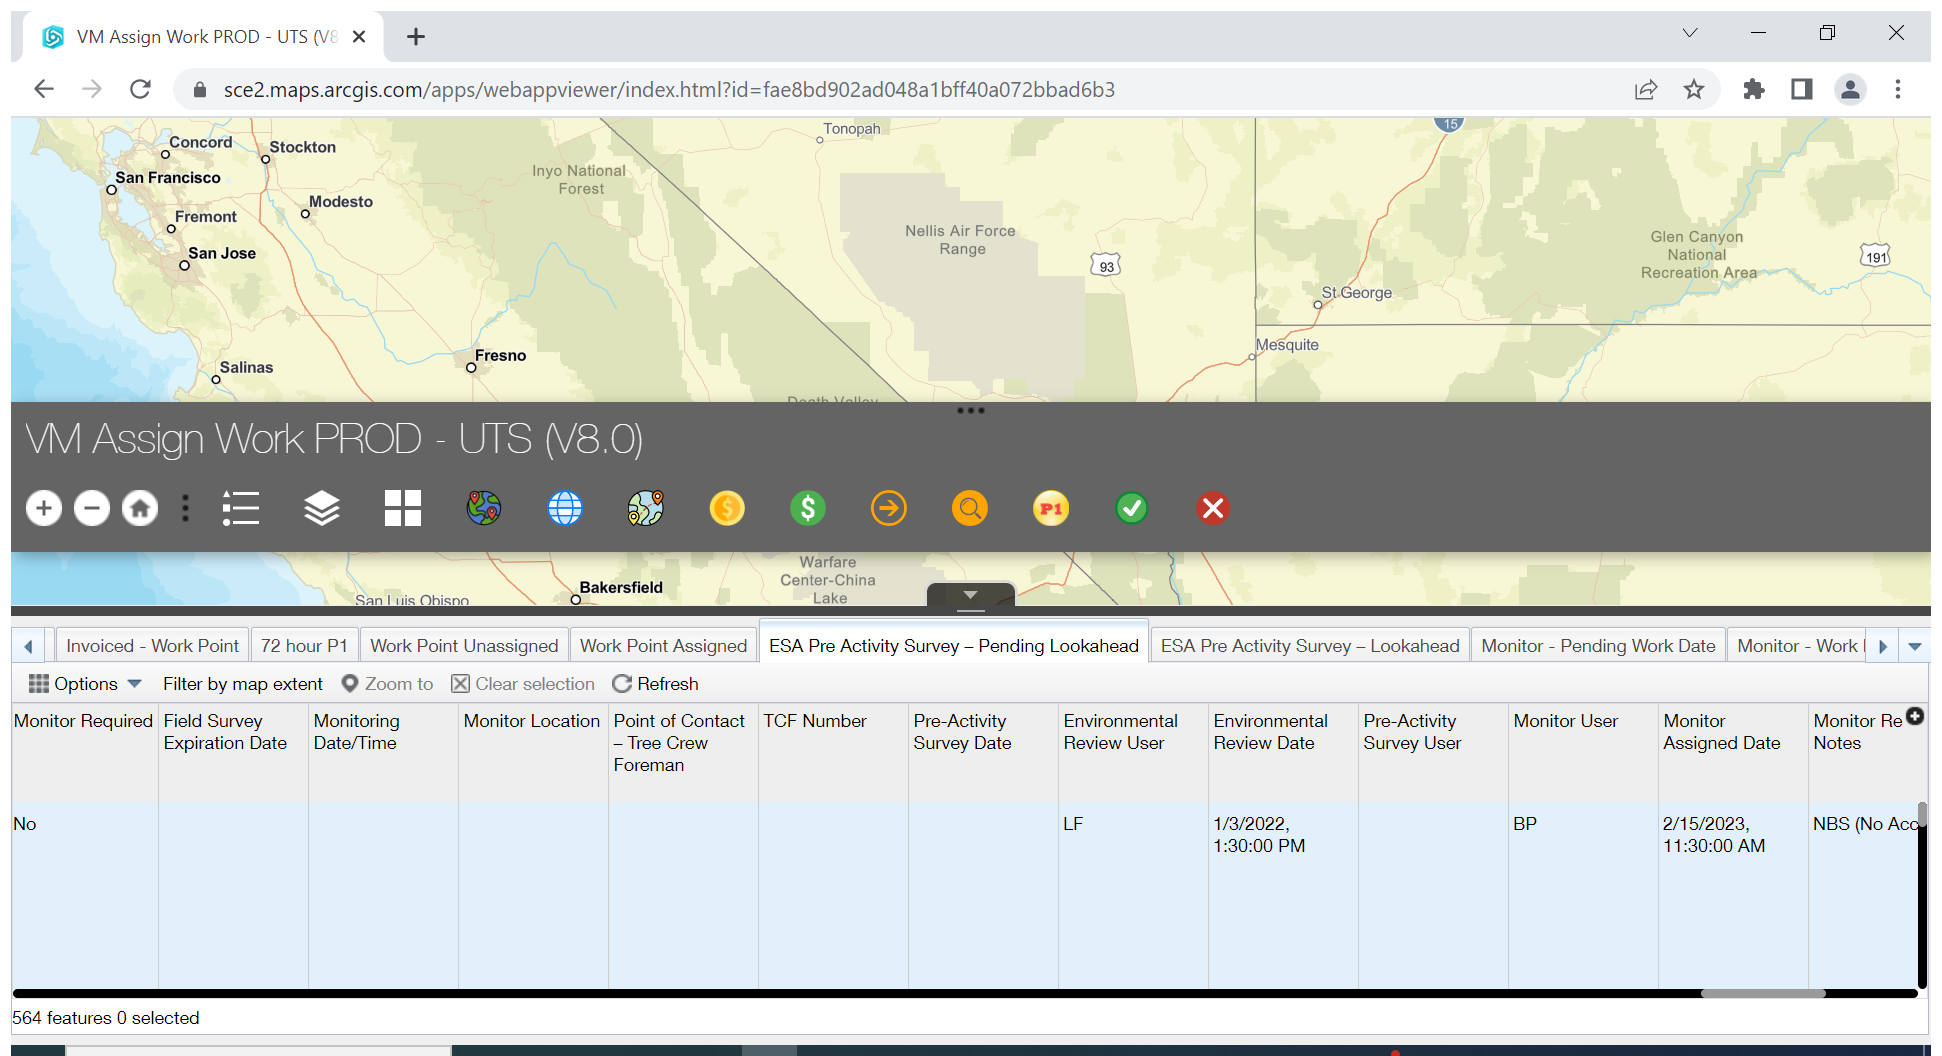 VM Assign Work PROD - UTS (V8
sce2.maps.arcgis.com/apps/webappviewer/index.html?id=fae8bd902ad048a1bff40a072bbad6b3
Concord
Stockton
San Francisco
Modesto
Fremont
San Jose
Salinas
Fresno
Inyo National
Forest
Tonopah
Nellis Air Force
Range
93
15
St George
Mesquite
Glen Canyon
National
Recreation Area
191
Death Valley
VM Assign Work PROD - UTS (V8.0)
$
$
P1
San Luis Obispo
Bakersfield
Warfare
Center-China
Lake
Invoiced - Work Point
72 hour P1
Work Point Unassigned
Work Point Assigned
ESA Pre Activity Survey – Pending Lookahead
ESA Pre Activity Survey – Lookahead
Monitor - Pending Work Date
Monitor - Work
Options
Filter by map extent
Zoom to
Clear selection
Refresh
Monitor Required
Field Survey
Expiration Date
Monitoring
Date/Time
Monitor Location
Point of Contact
– Tree Crew
Foreman
TCF Number
Pre-Activity
Survey Date
Environmental
Review User
Environmental
Review Date
Pre-Activity
Survey User
Monitor User
Monitor
Assigned Date
Monitor Re
Notes
No
LF
1/3/2022,
1:30:00 PM
BP
2/15/2023,
11:30:00 AM
NBS (No Acc
564 features 0 selected